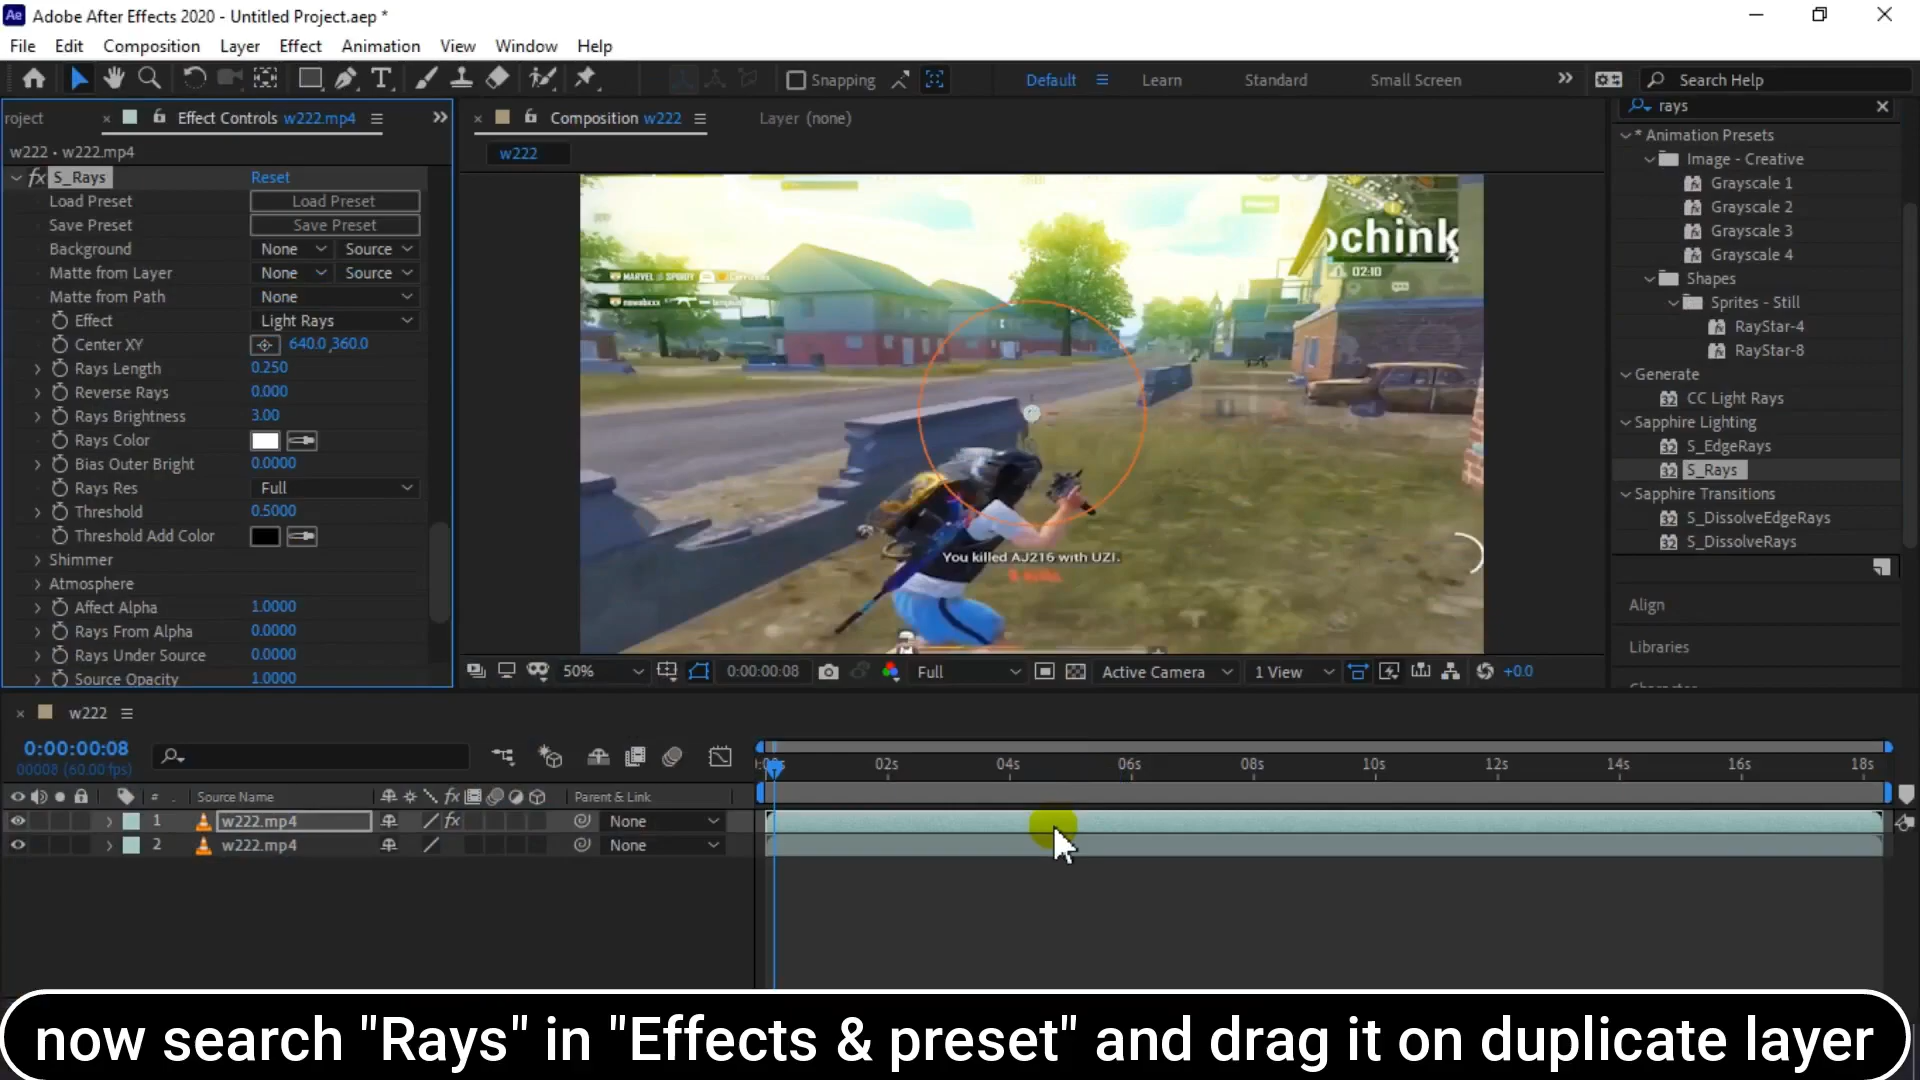 Ae Adobe After Effects 2020 - Untitled Project.aep *
File Edit Composition Layer Effect Animation View Window Help
T Snapping Default Learn Standard Small Screen Search Help
roject Effect Controls w222.mp4
w222 • w222.mp4
fx S_Rays Reset
Load Preset Load Preset
Save Preset Save Preset
Background None Source
Matte from Layer None Source
Matte from Path None
Effect Light Rays
Center XY 640.0,360.0
Rays Length 0.250
Reverse Rays 0.000
Rays Brightness 3.00
Rays Color
Bias Outer Bright 0.0000
Rays Res Full
Threshold 0.5000
Threshold Add Color
Shimmer
Atmosphere
Affect Alpha 1.0000
Rays From Alpha 0.0000
Rays Under Source 0.0000
Source Opacity 1.0000
Composition w222 Layer (none)
w222
ochink
02:10
MARVEL
You killed AJ216 with UZI.
50% 0:00:00:08 Full Active Camera 1 View +0.0
rays
* Animation Presets
Image - Creative
Grayscale 1
Grayscale 2
Grayscale 3
Grayscale 4
Shapes
Sprites - Still
RayStar-4
RayStar-8
Generate
CC Light Rays
Sapphire Lighting
S_EdgeRays
S_Rays
Sapphire Transitions
S_DissolveEdgeRays
S_DissolveRays
Align
Libraries
w222
0:00:00:08
00008 (60.00 fps)
02s 04s 06s 08s 10s 12s 14s 16s 18s
# Source Name fx Parent & Link
1 w222.mp4 fx None
2 w222.mp4 None
now search "Rays" in "Effects & preset" and drag it on duplicate layer